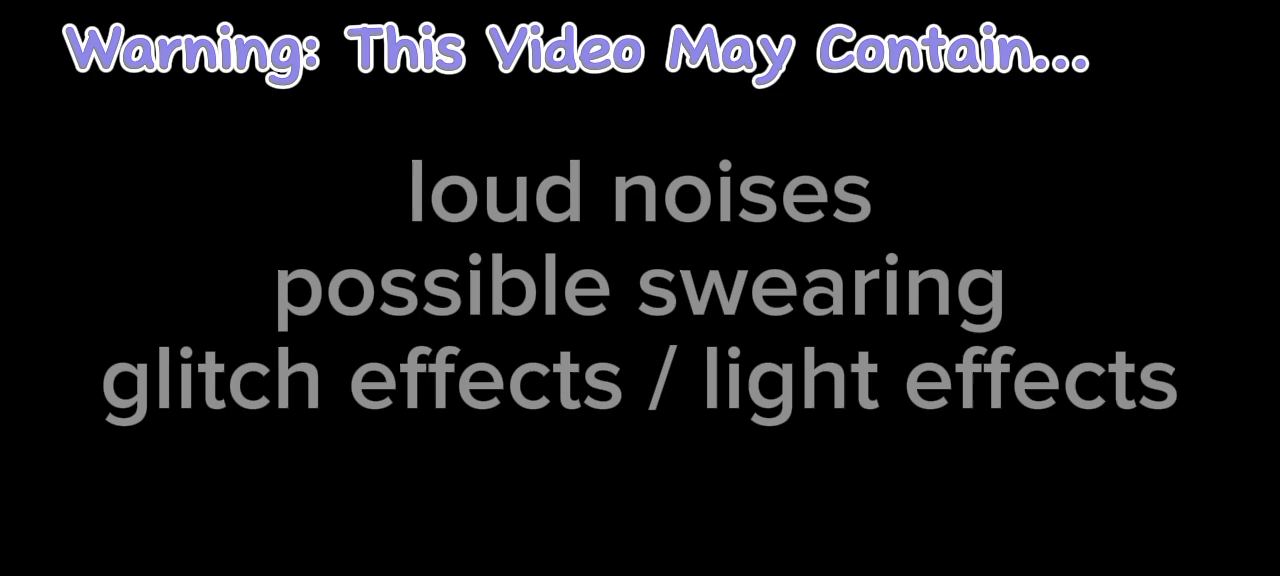 Warning: This Video May Contain...
loud noises
possible swearing
glitch effects / light effects